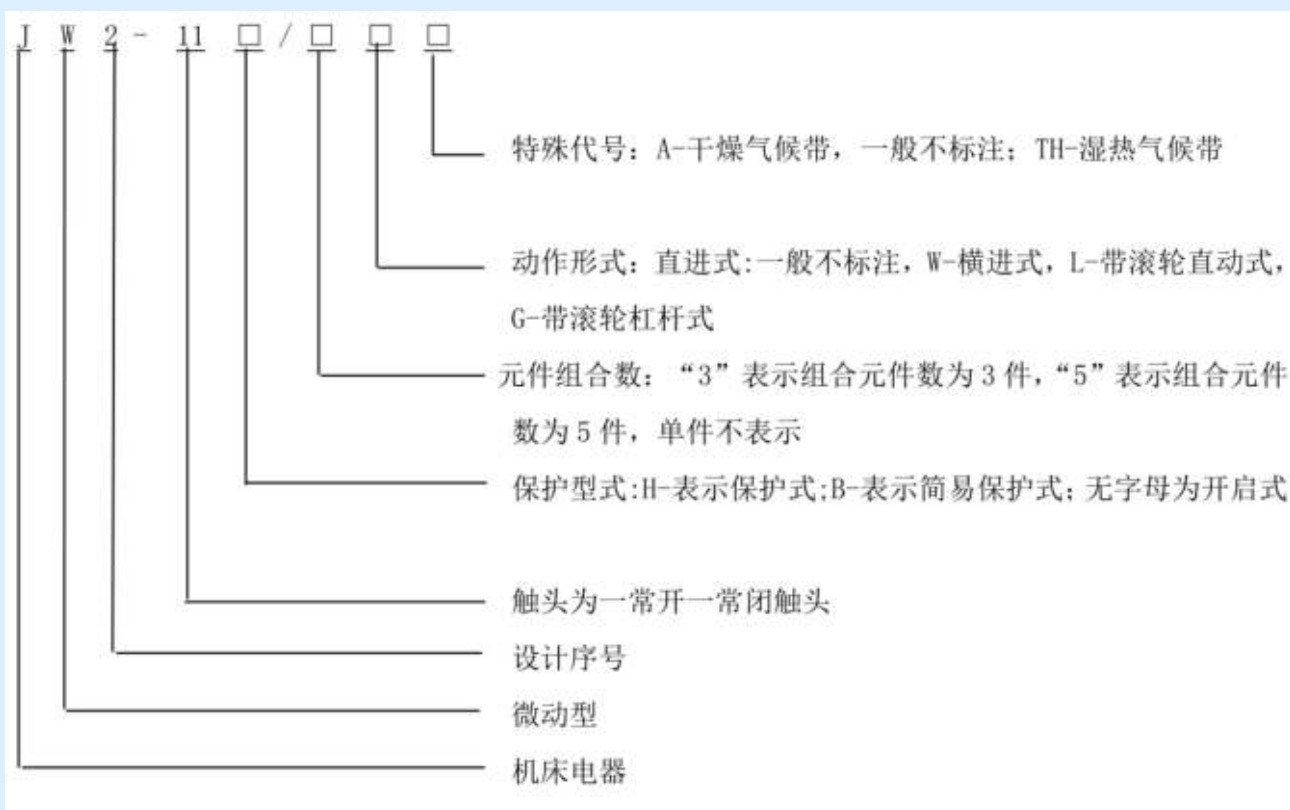 J W 2 - 11 □ / □ □ □
特殊代号：A-干燥气候带，一般不标注；TH-湿热气候带
动作形式：直进式:一般不标注，W-横进式，L-带滚轮直动式，
G-带滚轮杠杆式
元件组合数：“3”表示组合元件数为 3 件，“5”表示组合元件
数为 5 件，单件不表示
保护型式:H-表示保护式;B-表示简易保护式；无字母为开启式
触头为一常开一常闭触头
设计序号
微动型
机床电器